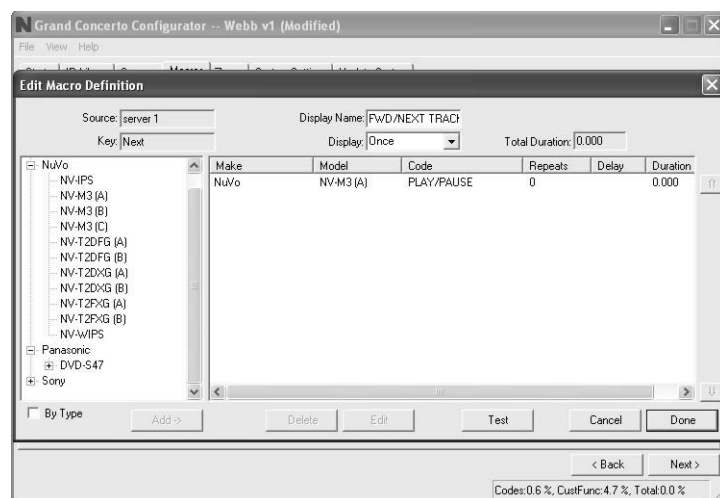 Grand Concerto Configurator -- Webb v1 (Modified)
File View Help
Edit Macro Definition
Source: server 1 Display Name: FWD/NEXT TRACK
Key: Next Display: Once Total Duration: 0.000
NuVo
NV-IPS
NV-M3 (A)
NV-M3 (B)
NV-M3 (C)
NV-T2DFG (A)
NV-T2DFG (B)
NV-T2DXG (A)
NV-T2DXG (B)
NV-T2FXG (A)
NV-T2FXG (B)
NV-WIPS
Panasonic
DVD-S47
Sony
Make Model Code Repeats Delay Duration
NuVo NV-M3 (A) PLAY/PAUSE 0 0.000
By Type Add -> Delete Edit Test Cancel Done
< Back Next >
Codes:0.6 %, CustFunc:4.7 %, Total:0.0 %